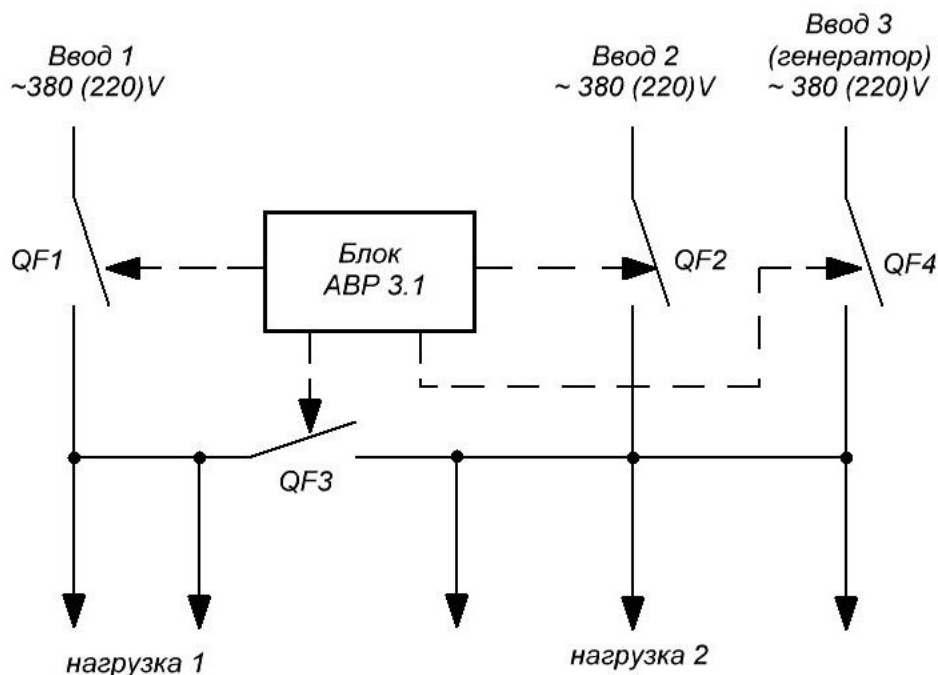 Ввод 1
~380 (220)V
Ввод 2
~ 380 (220)V
Ввод 3
(генератор)
~ 380 (220)V
QF1
Блок
АВР 3.1
QF2
QF4
QF3
нагрузка 1
нагрузка 2